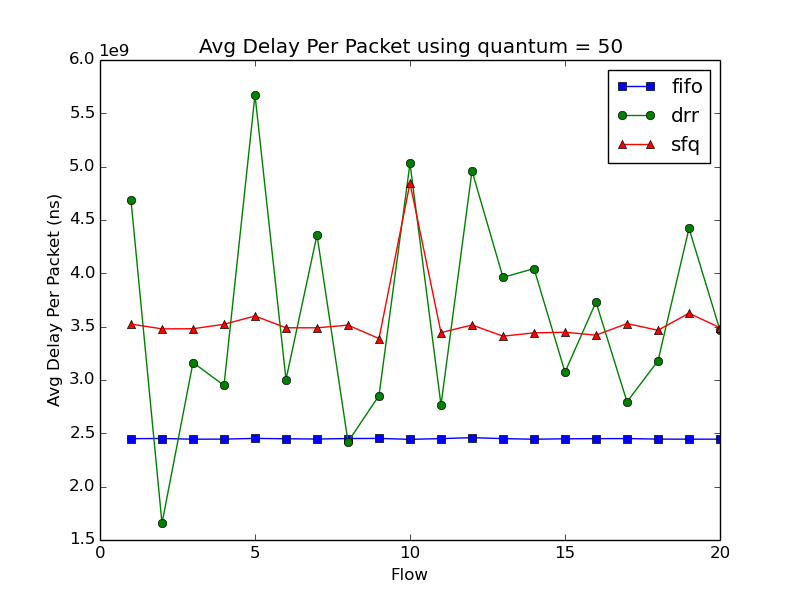 Avg Delay Per Packet using quantum = 50
1e9
6.0
5.5
5.0
4.5
4.0
3.5
3.0
2.5
2.0
1.5
Avg Delay Per Packet (ns)
fifo
drr
sfq
0 5 10 15 20
Flow